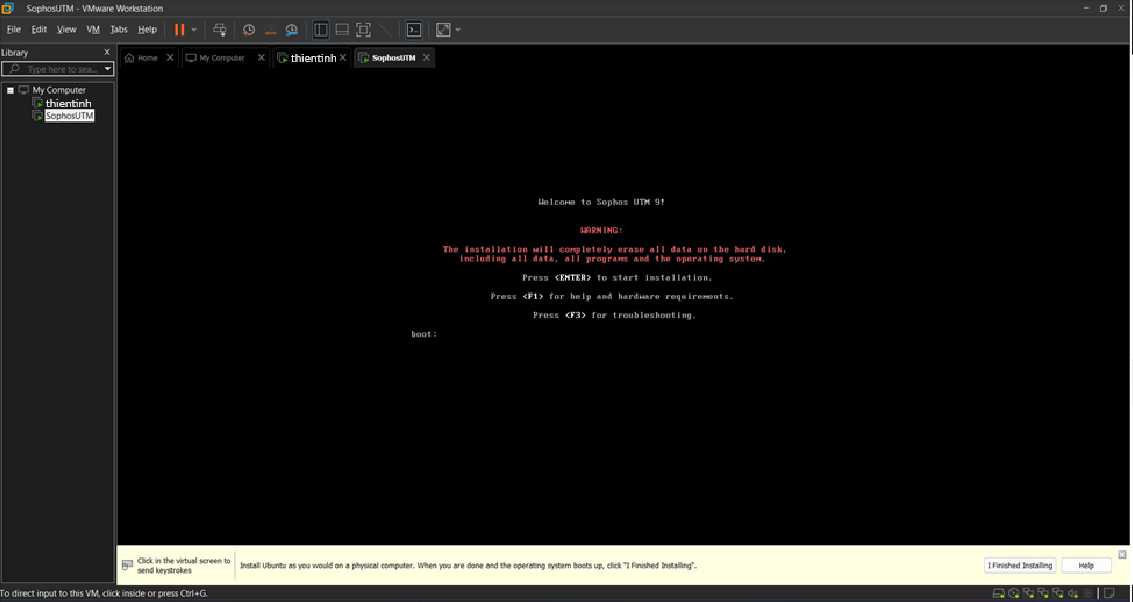 SophosUTM - VMware Workstation
File Edit View VM Tabs Help
Library X
Type here to sea...
Home X My Computer X thientinh X SophosUTM X
My Computer
thientinh
SophosUTM
Welcome to Sophos UTM 9!
WARNING:
The installation will completely erase all data on the hard disk,
including all data, all programs and the operating system.
Press <ENTER> to start installation.
Press <F1> for help and hardware requirements.
Press <F3> for troubleshooting.
boot:
Click in the virtual screen to
send keystrokes
Install Ubuntu as you would on a physical computer. When you are done and the operating system boots up, click "I Finished Installing".
I Finished Installing Help
To direct input to this VM, click inside or press Ctrl+G.